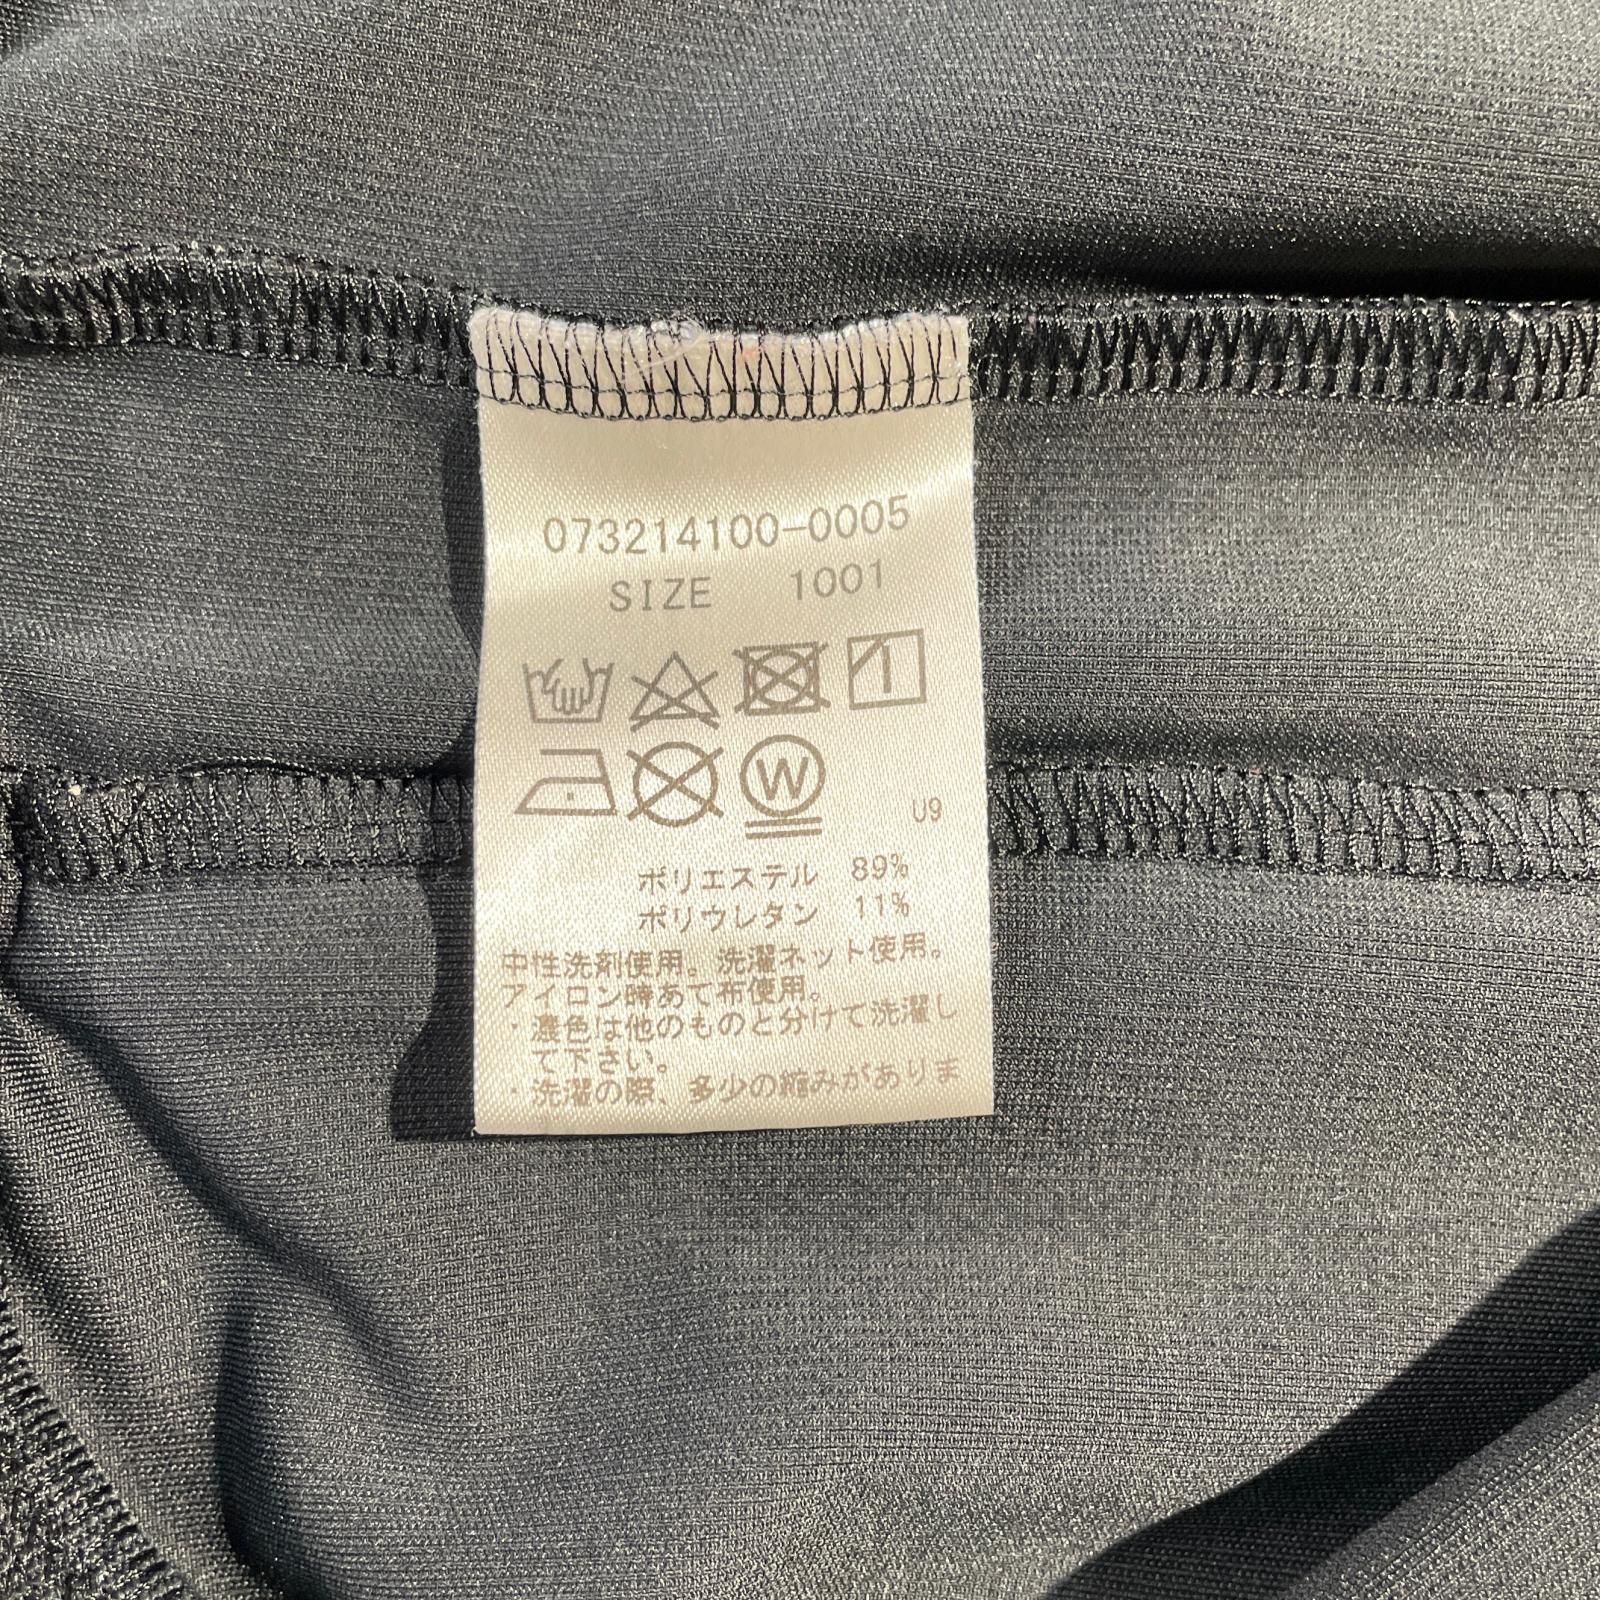 073214100-0005
SIZE 1001
W
U9
ポリエステル 89%
ポリウレタン 11%
中性洗剤使用。洗濯ネット使用。
アイロン時あて布使用。
・濃色は他のものと分けて洗濯し
て下さい。
・洗濯の際、多少の縮みがありま